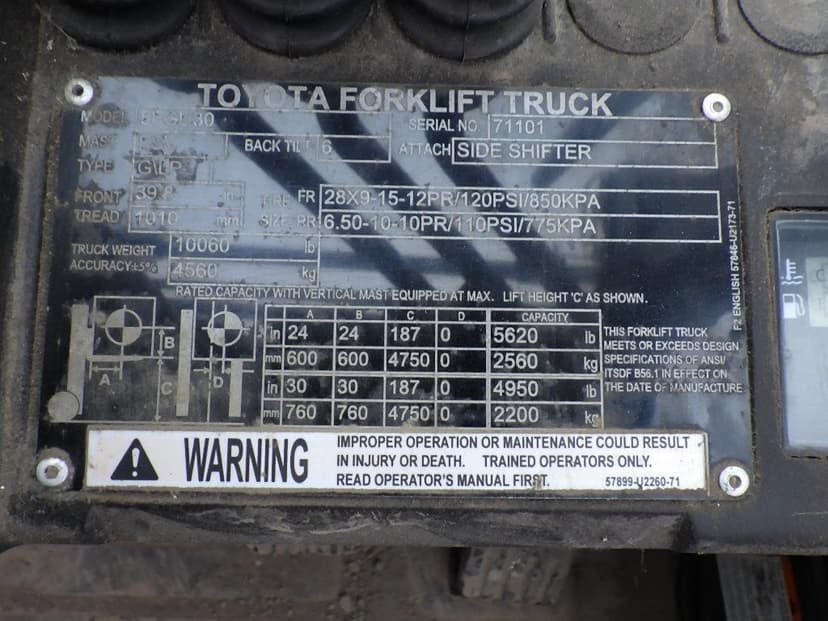 TOYOTA FORKLIFT TRUCK
MODEL 30 SERIAL NO. 71101
MAST BACK TILT 6 ATTACH SIDE SHIFTER
TYPE G\LP
FRONT 39.8 in TIRE FR 28X9-15-12PR/120PSI/850KPA
TREAD 1010 mm SIZE RR 6.50-10-10PR/110PSI/775KPA
TRUCK WEIGHT 10060 lb
ACCURACY±5% 4560 kg
RATED CAPACITY WITH VERTICAL MAST EQUIPPED AT MAX. LIFT HEIGHT 'C' AS SHOWN.
A B C D CAPACITY
in 24 24 187 0 5620 lb
mm 600 600 4750 0 2560 kg
in 30 30 187 0 4950 lb
mm 760 760 4750 0 2200 kg
A B C D
THIS FORKLIFT TRUCK
MEETS OR EXCEEDS DESIGN
SPECIFICATIONS OF ANSI/
ITSDF B56.1 IN EFFECT ON
THE DATE OF MANUFACTURE
F2 ENGLISH 57846-U2173-71
WARNING
IMPROPER OPERATION OR MAINTENANCE COULD RESULT
IN INJURY OR DEATH. TRAINED OPERATORS ONLY.
READ OPERATOR'S MANUAL FIRST.
57899-U2260-71